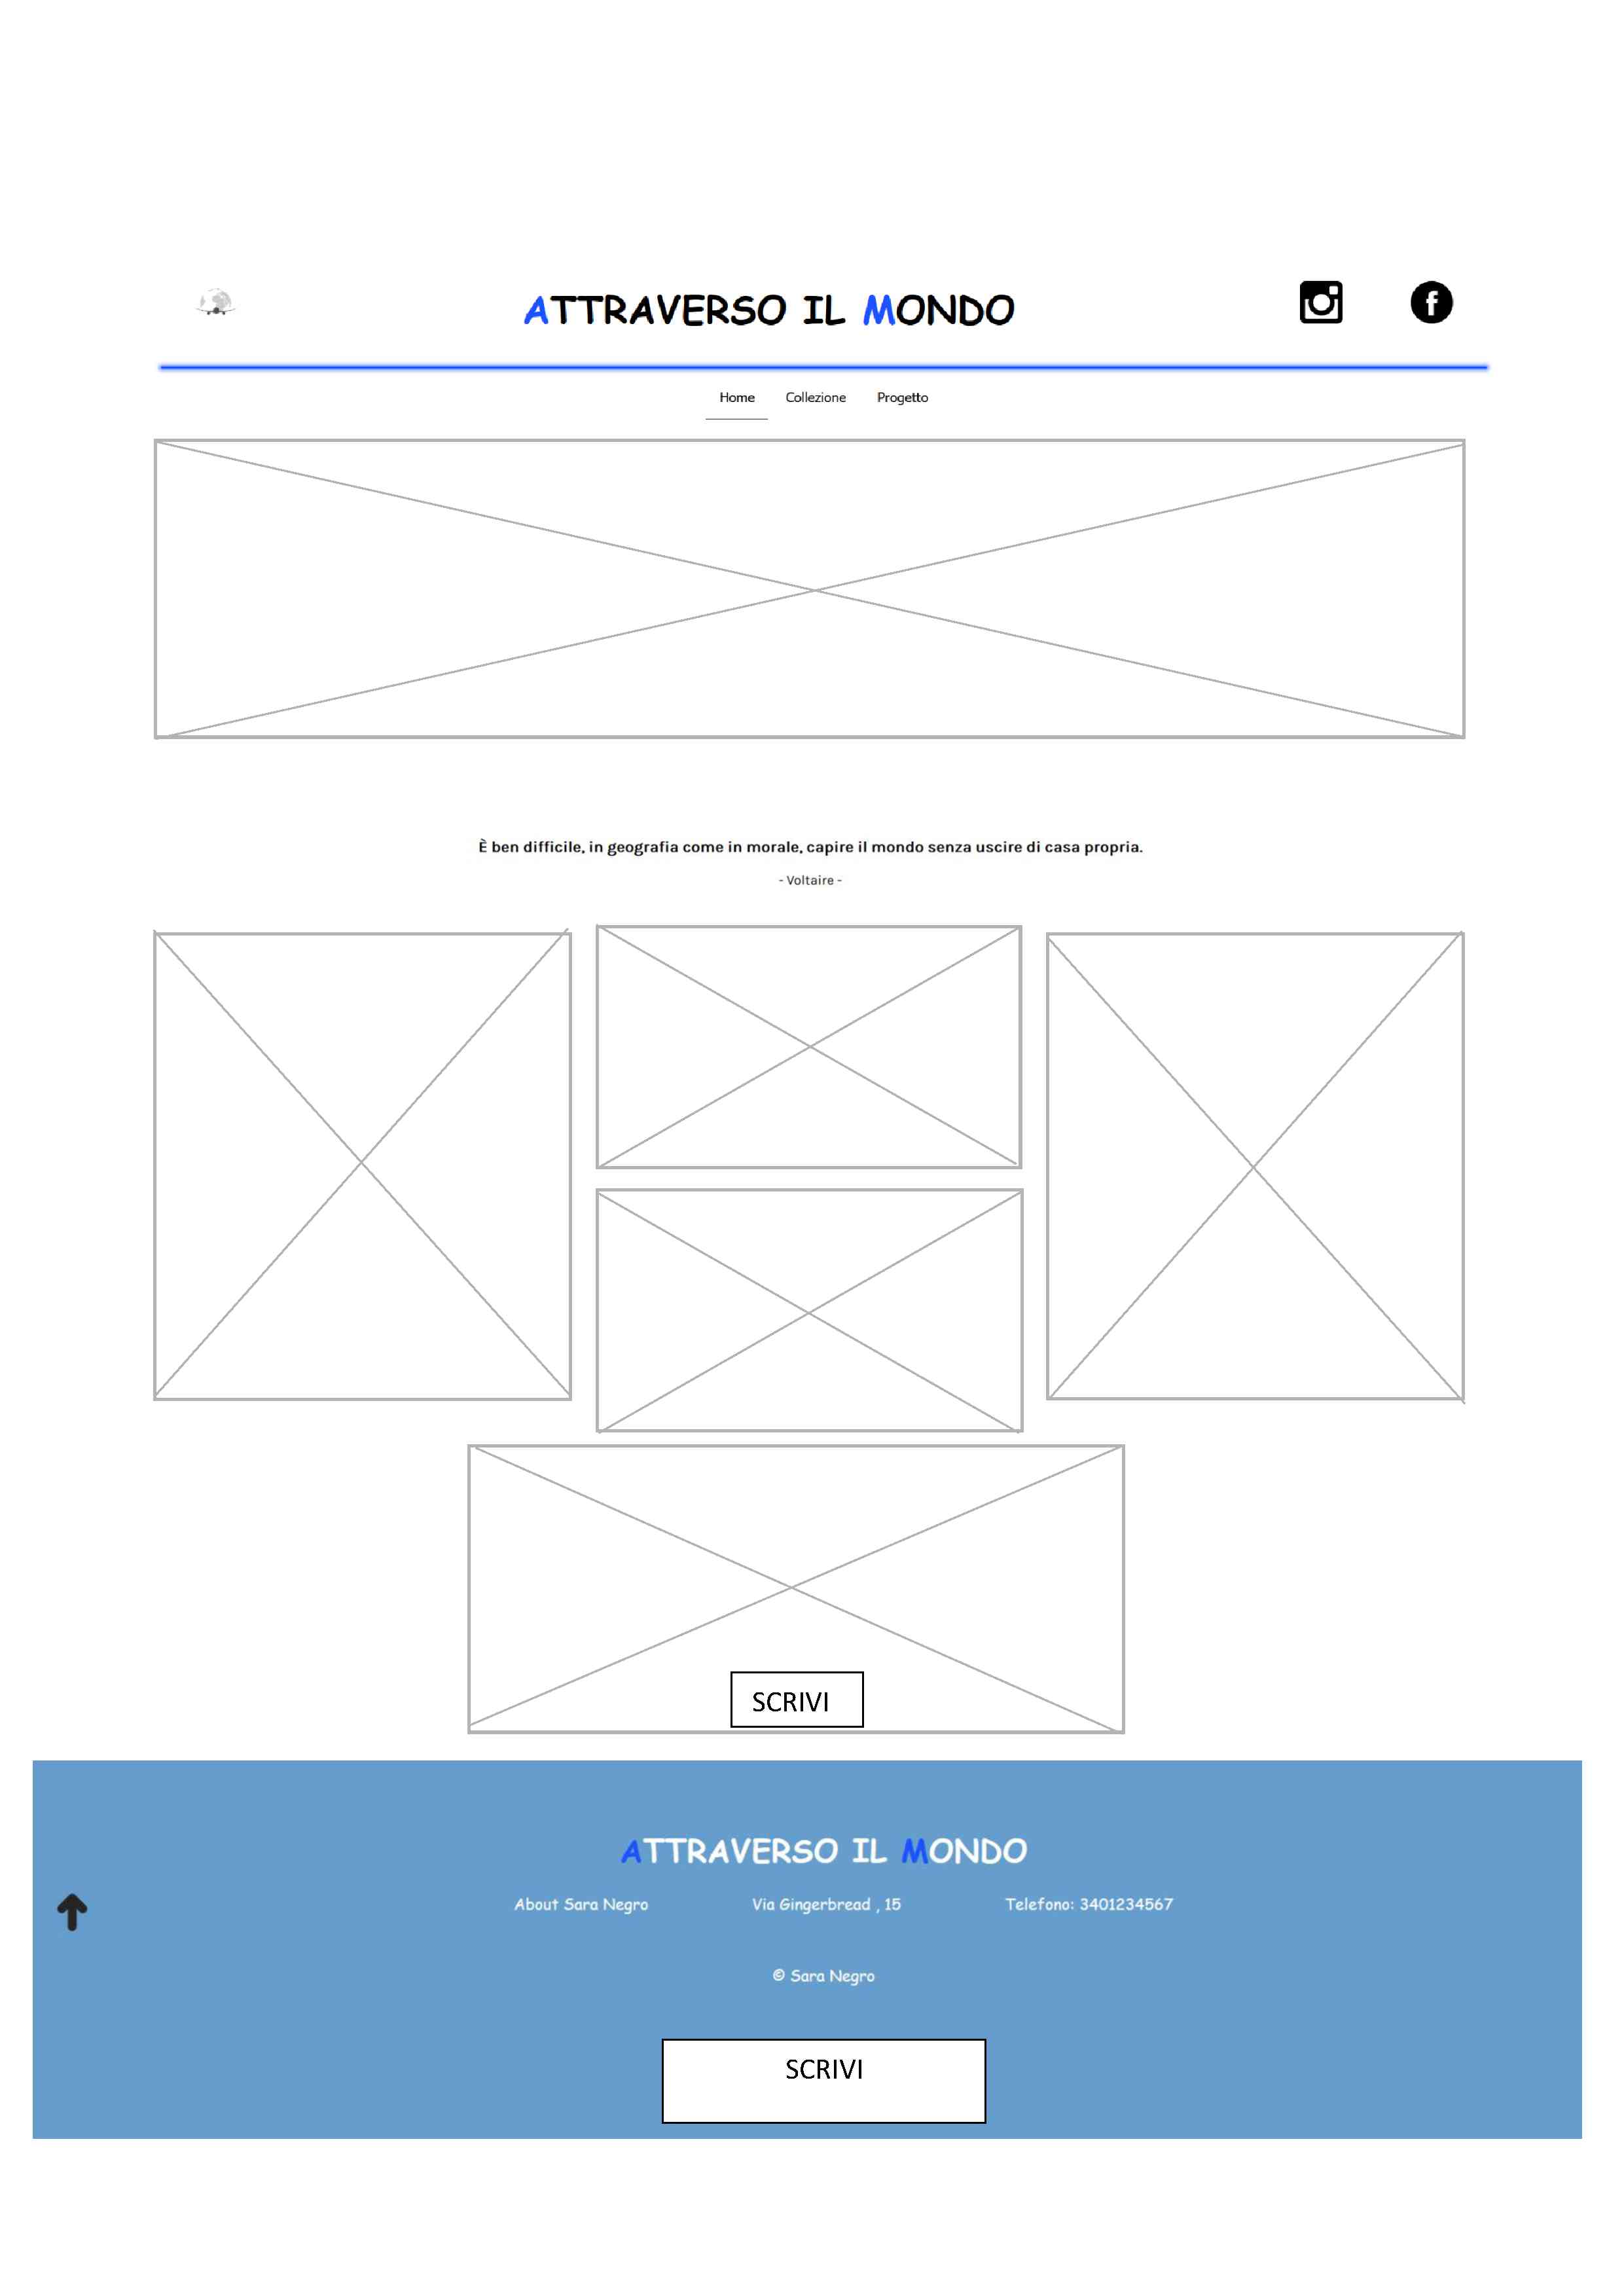 ATTRAVERSO IL MONDO
Home Collezione Progetto
È ben difficile, in geografia come in morale, capire il mondo senza uscire di casa propria.
- Voltaire -
SCRIVI
ATTRAVERSO IL MONDO
About Sara Negro Via Gingerbread , 15 Telefono: 3401234567
© Sara Negro
SCRIVI